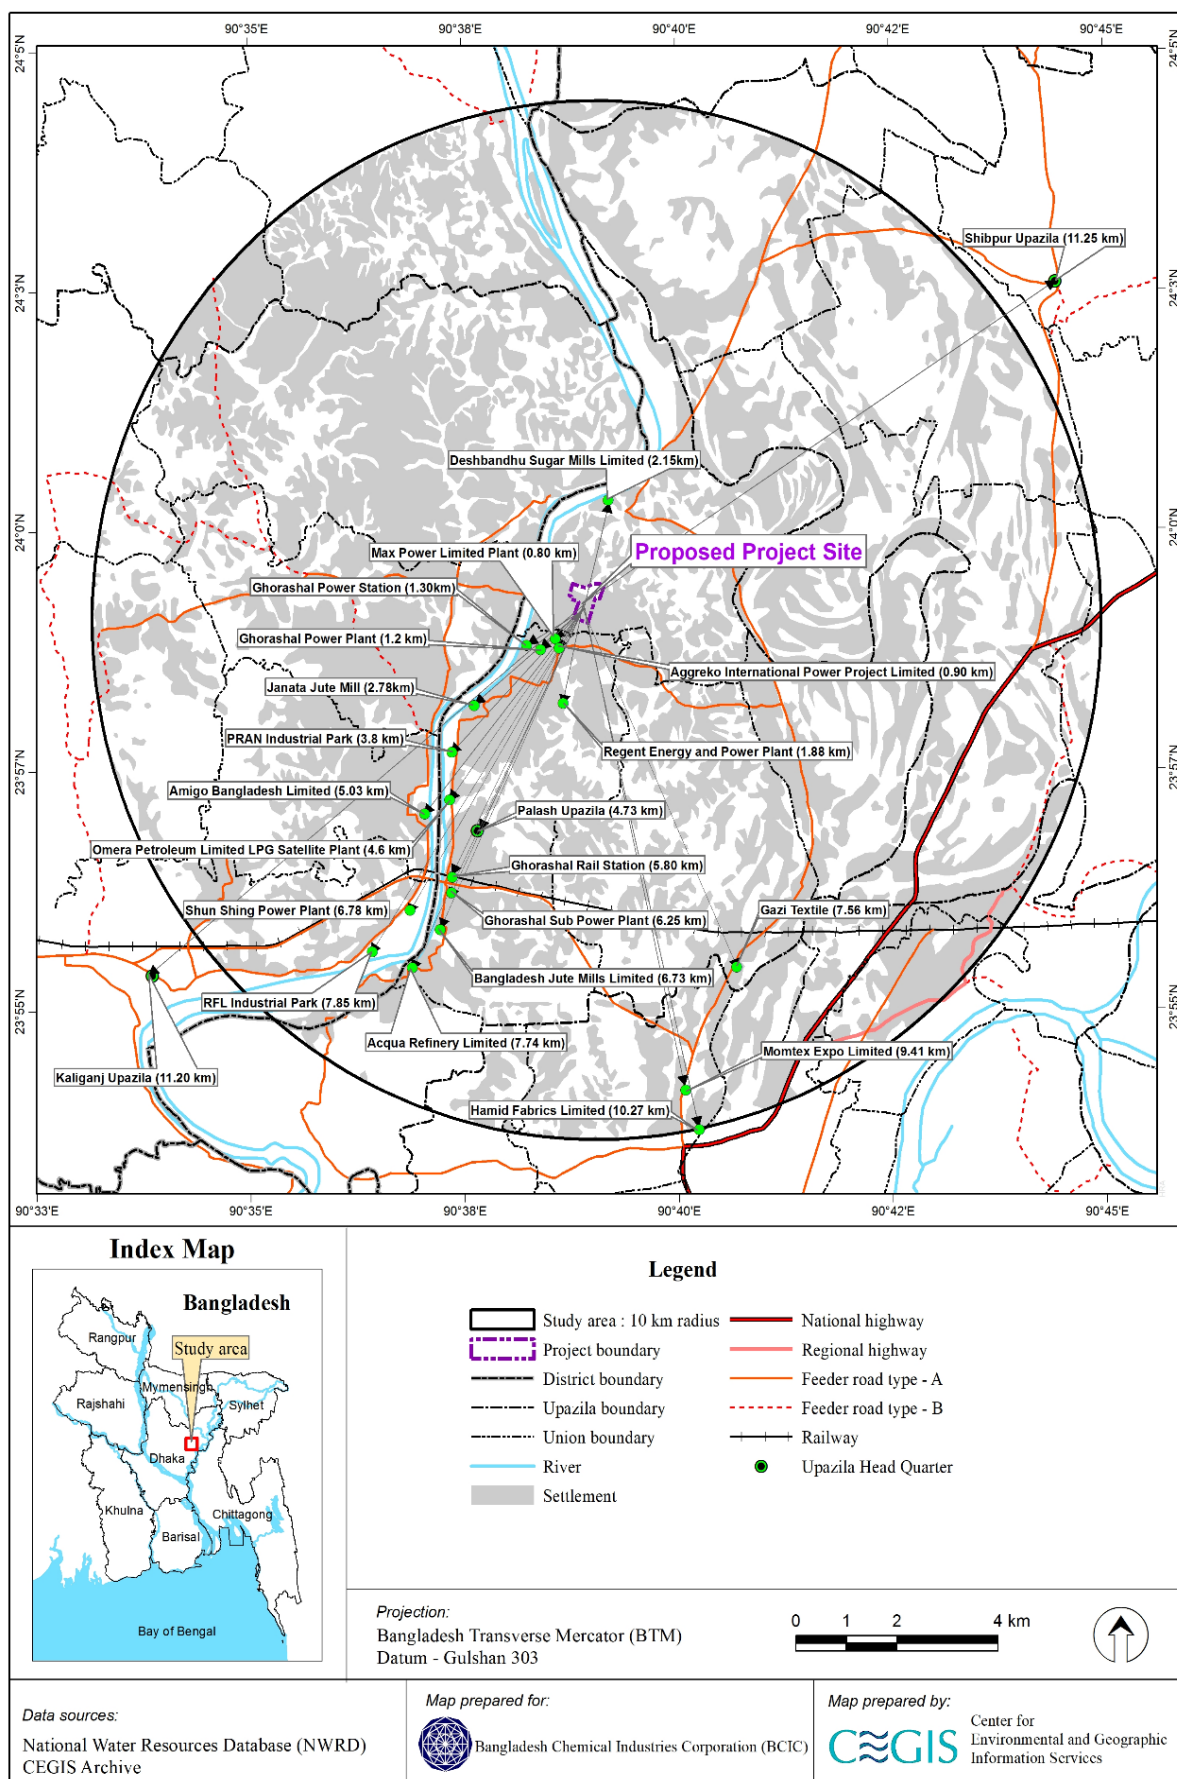 90°35'E 90°38'E 90°40'E 90°42'E 90°45'E
24°5'N 24°5'N
Shibpur Upazila (11.25 km)
24°3'N 24°3'N
Deshbandhu Sugar Mills Limited (2.15km)
24°0'N 24°0'N
Max Power Limited Plant (0.80 km)
Proposed Project Site
Ghorashal Power Station (1.30km)
Ghorashal Power Plant (1.2 km)
Aggreko International Power Project Limited (0.90 km)
Janata Jute Mill (2.78km)
PRAN Industrial Park (3.8 km)
Regent Energy and Power Plant (1.88 km)
23°57'N 23°57'N
Amigo Bangladesh Limited (5.03 km)
Palash Upazila (4.73 km)
Omera Petroleum Limited LPG Satellite Plant (4.6 km)
Ghorashal Rail Station (5.80 km)
Shun Shing Power Plant (6.78 km)
Gazi Textile (7.56 km)
Ghorashal Sub Power Plant (6.25 km)
Bangladesh Jute Mills Limited (6.73 km)
RFL Industrial Park (7.85 km)
23°55'N 23°55'N
Acqua Refinery Limited (7.74 km)
Momtex Expo Limited (9.41 km)
Kaliganj Upazila (11.20 km)
Hamid Fabrics Limited (10.27 km)
90°33'E 90°35'E 90°38'E 90°40'E 90°42'E 90°45'E
Index Map
Bangladesh
Rangpur
Study area
Mymensingh
Rajshahi
Sylhet
Dhaka
Khulna
Chittagong
Barisal
Bay of Bengal
Legend
Study area : 10 km radius
Project boundary
District boundary
Upazila boundary
Union boundary
River
Settlement
National highway
Regional highway
Feeder road type - A
Feeder road type - B
Railway
Upazila Head Quarter
Projection:
Bangladesh Transverse Mercator (BTM)
Datum - Gulshan 303
0 1 2 4 km
Data sources:
National Water Resources Database (NWRD)
CEGIS Archive
Map prepared for:
Bangladesh Chemical Industries Corporation (BCIC)
Map prepared by:
CEGIS
Center for
Environmental and Geographic
Information Services